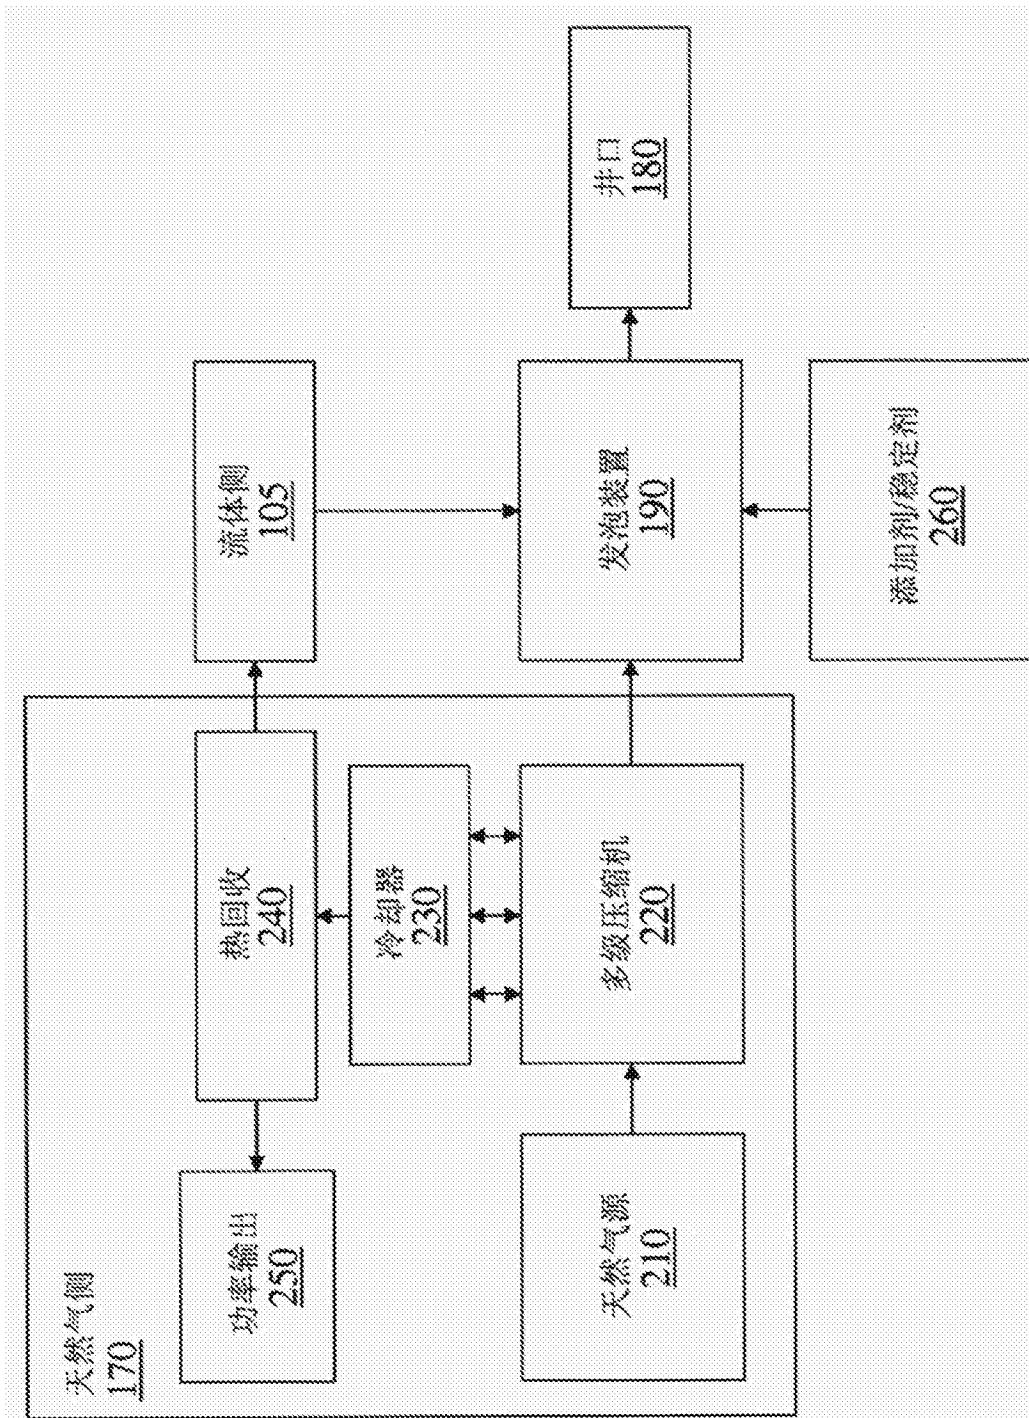 天然气侧
170
功率输出
250
热回收
240
流体侧
105
冷却器
230
天然气源
210
多级压缩机
220
发泡装置
190
井口
180
添加剂/稳定剂
260